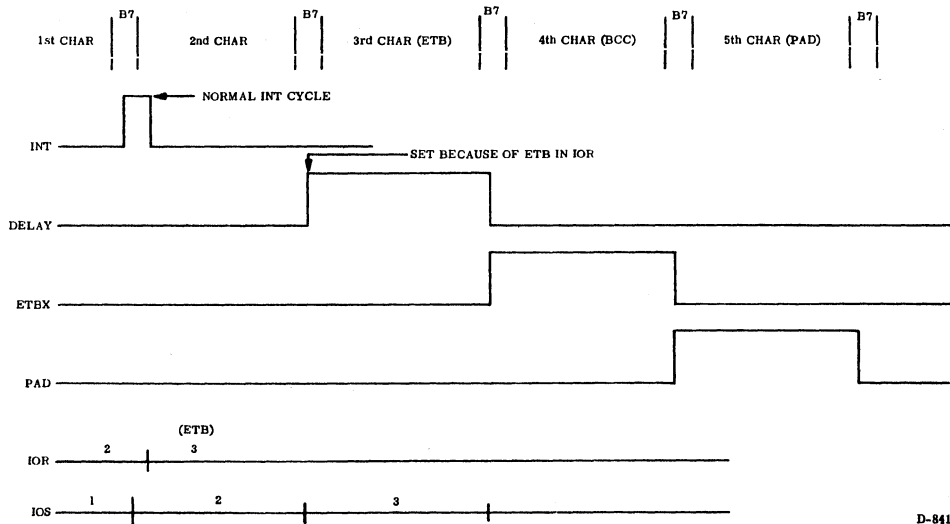 B7 B7 B7 B7 B7
1st CHAR 2nd CHAR 3rd CHAR (ETB) 4th CHAR (BCC) 5th CHAR (PAD)
NORMAL INT CYCLE
INT
SET BECAUSE OF ETB IN IOR
DELAY
ETBX
PAD
(ETB)
2 3
IOR
1 2 3
IOS
D-841